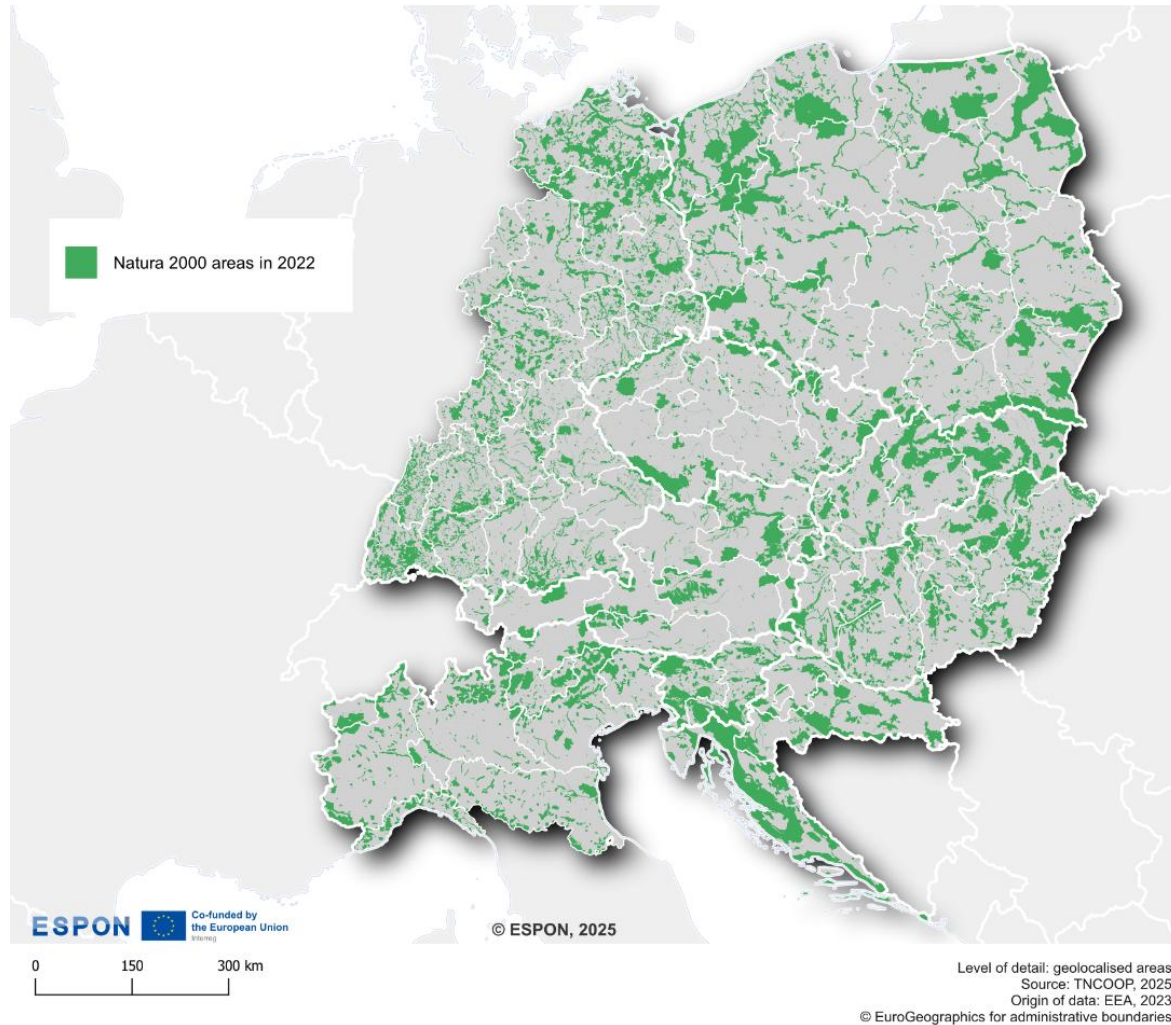 Natura 2000 areas in 2022
ESPON
Co-funded by
the European Union
Interreg
© ESPON, 2025
0 150 300 km
Level of detail: geolocalised areas
Source: TNCOOP, 2025
Origin of data: EEA, 2023
© EuroGeographics for administrative boundaries